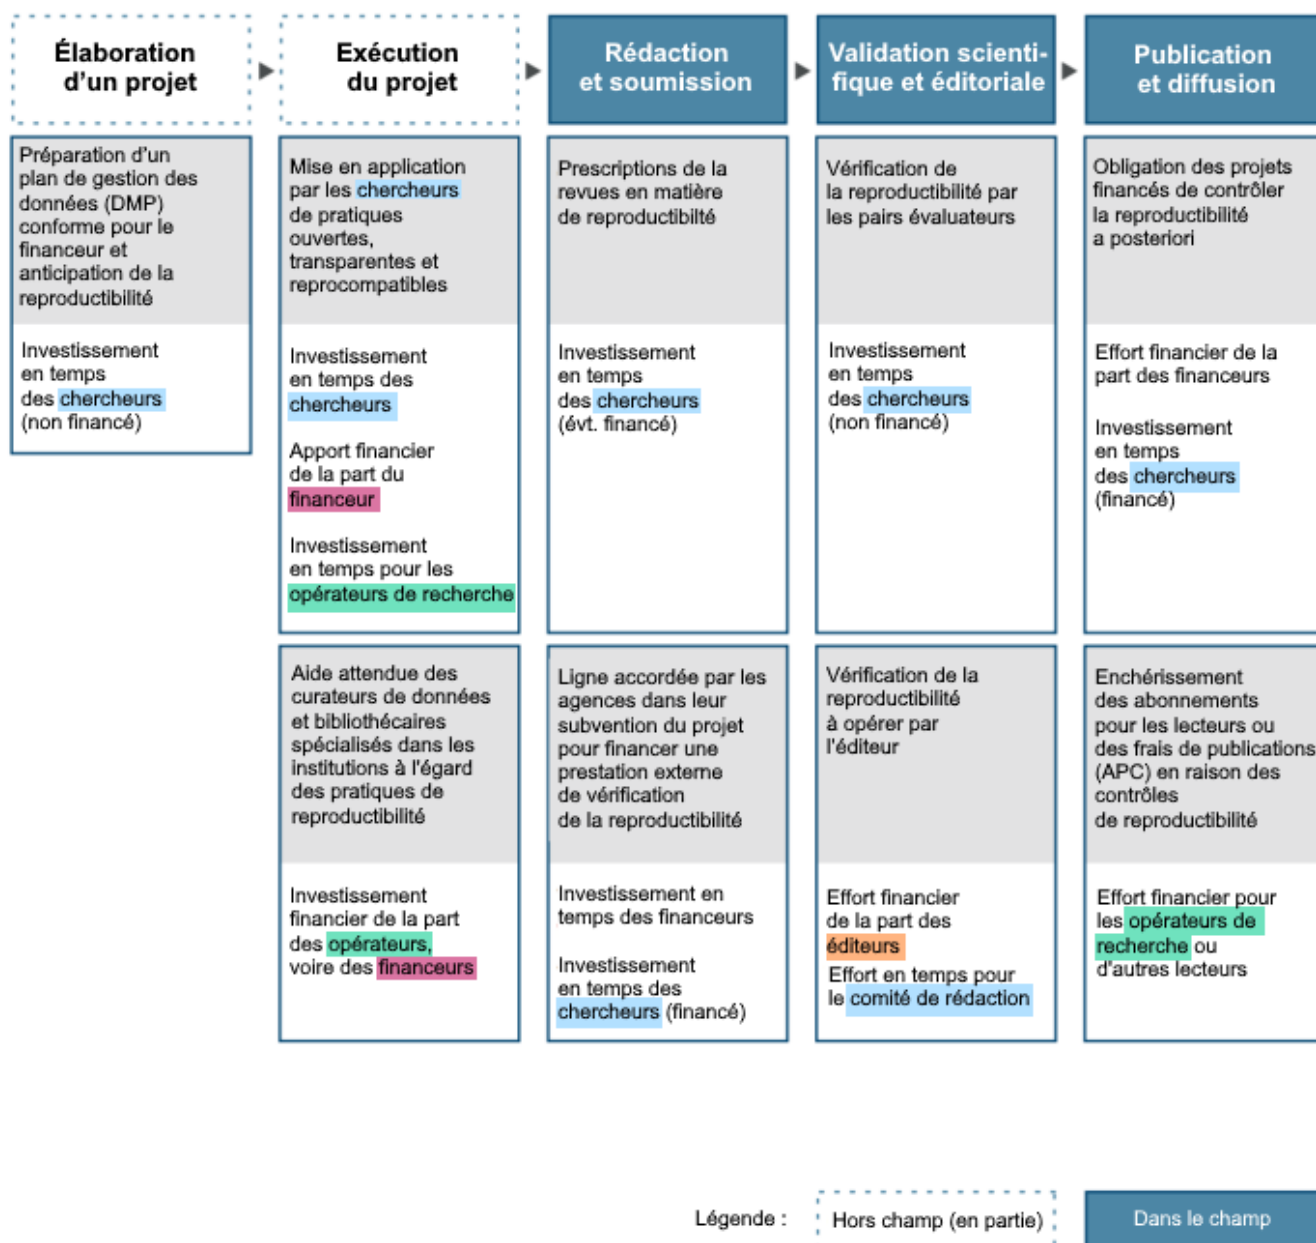 Élaboration
d'un projet
Exécution
du projet
Rédaction
et soumission
Validation scienti-
fique et éditoriale
Publication
et diffusion
Préparation d'un
plan de gestion des
données (DMP)
conforme pour le
financeur et
anticipation de la
reproductibilité
Investissement
en temps
des chercheurs
(non financé)
Mise en application
par les chercheurs
de pratiques
ouvertes,
transparentes et
reprocompatibles
Investissement
en temps des
chercheurs
Apport financier
de la part du
financeur
Investissement
en temps pour les
opérateurs de recherche
Aide attendue des
curateurs de données
et bibliothécaires
spécialisés dans les
institutions à l'égard
des pratiques de
reproductibilité
Investissement
financier de la part
des opérateurs,
voire des financeurs
Prescriptions de la
revues en matière
de reproductibilté
Investissement
en temps
des chercheurs
(évt. financé)
Ligne accordée par les
agences dans leur
subvention du projet
pour financer une
prestation externe
de vérification
de la reproductibilité
Investissement en
temps des financeurs
Investissement
en temps des
chercheurs (financé)
Vérification de
la reproductibilité par
les pairs évaluateurs
Investissement
en temps
des chercheurs
(non financé)
Vérification de la
reproductibilité
à opérer par
l'éditeur
Effort financier
de la part des
éditeurs
Effort en temps pour
le comité de rédaction
Obligation des projets
financés de contrôler
la reproductibilité
a posteriori
Effort financier de la
part des financeurs
Investissement
en temps
des chercheurs
(financé)
Enchérissement
des abonnements
pour les lecteurs ou
des frais de publications
(APC) en raison des
contrôles
de reproductibilité
Effort financier pour
les opérateurs de
recherche ou
d'autres lecteurs
Légende :
Hors champ (en partie)
Dans le champ